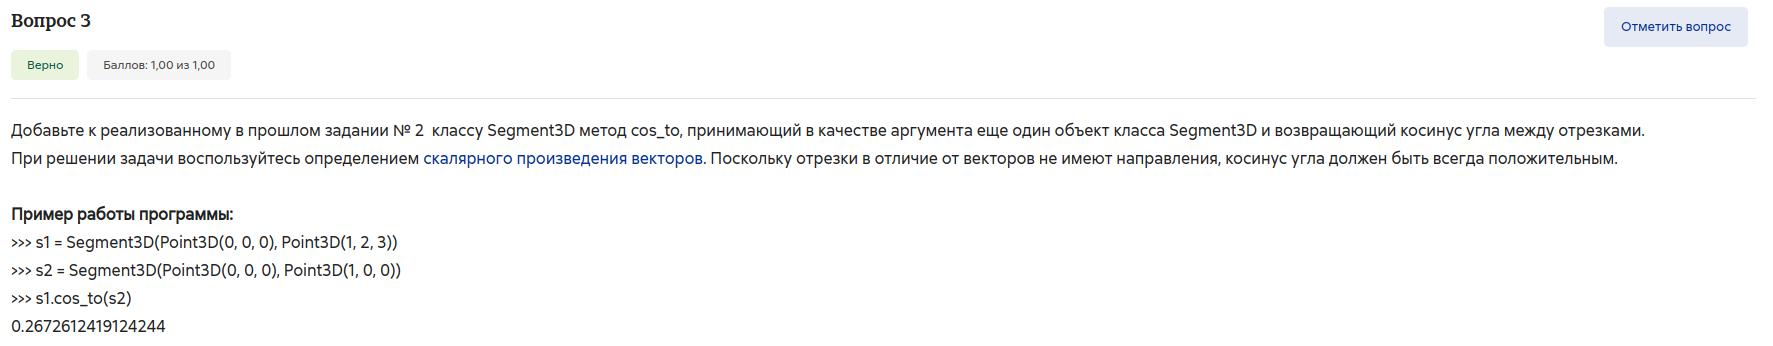 Вопрос 3
Отметить вопрос
Верно
Баллов: 1,00 из 1,00
Добавьте к реализованному в прошлом задании № 2 классу Segment3D метод cos_to, принимающий в качестве аргумента еще один объект класса Segment3D и возвращающий косинус угла между отрезками.
При решении задачи воспользуйтесь определением скалярного произведения векторов. Поскольку отрезки в отличие от векторов не имеют направления, косинус угла должен быть всегда положительным.
Пример работы программы:
>>> s1 = Segment3D(Point3D(0, 0, 0), Point3D(1, 2, 3))
>>> s2 = Segment3D(Point3D(0, 0, 0), Point3D(1, 0, 0))
>>> s1.cos_to(s2)
0.2672612419124244